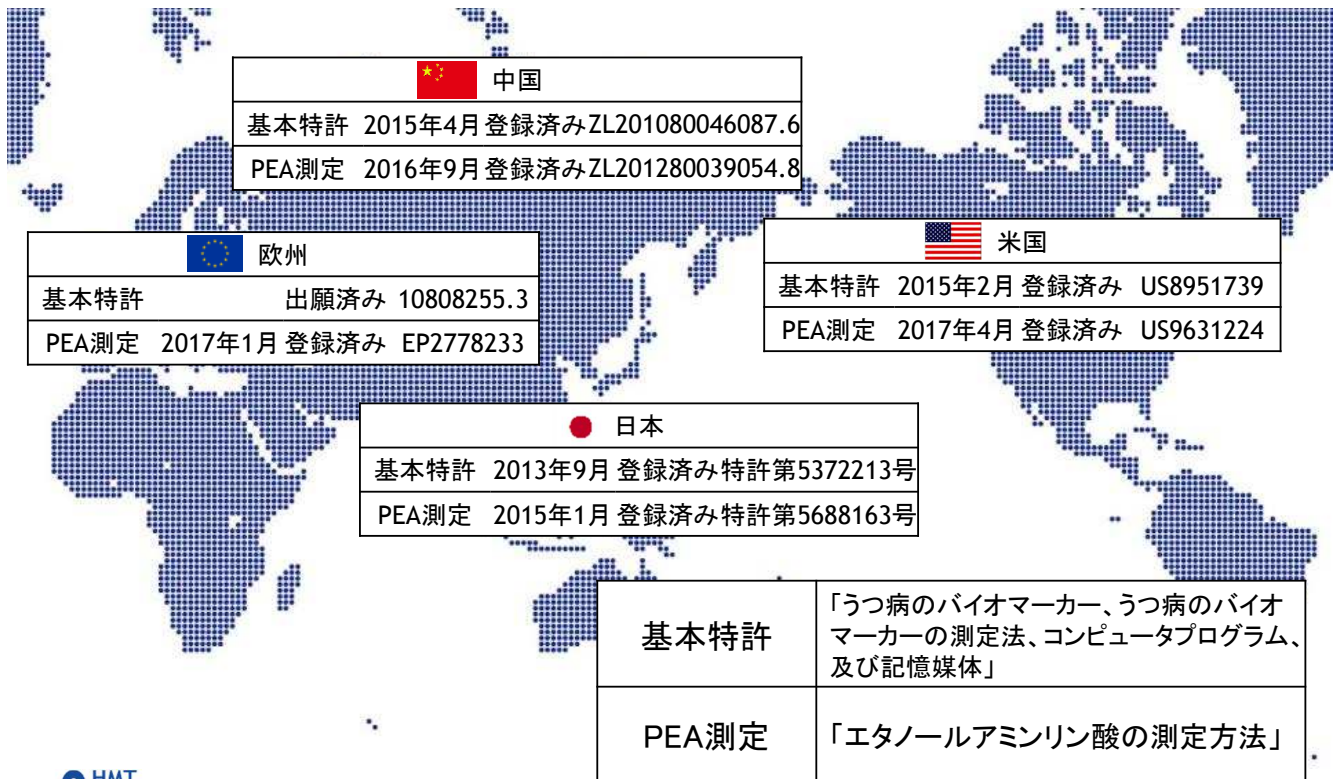 中国
基本特許 2015年4月 登録済み ZL201080046087.6
PEA測定 2016年9月 登録済み ZL201280039054.8
欧州
基本特許 出願済み 10808255.3
PEA測定 2017年1月 登録済み EP2778233
米国
基本特許 2015年2月 登録済み US8951739
PEA測定 2017年4月 登録済み US9631224
日本
基本特許 2013年9月 登録済み 特許第5372213号
PEA測定 2015年1月 登録済み 特許第5688163号
基本特許
「うつ病のバイオマーカー、うつ病のバイオ
マーカーの測定法、コンピュータプログラム、
及び記憶媒体」
PEA測定 「エタノールアミンリン酸の測定方法」
HMT